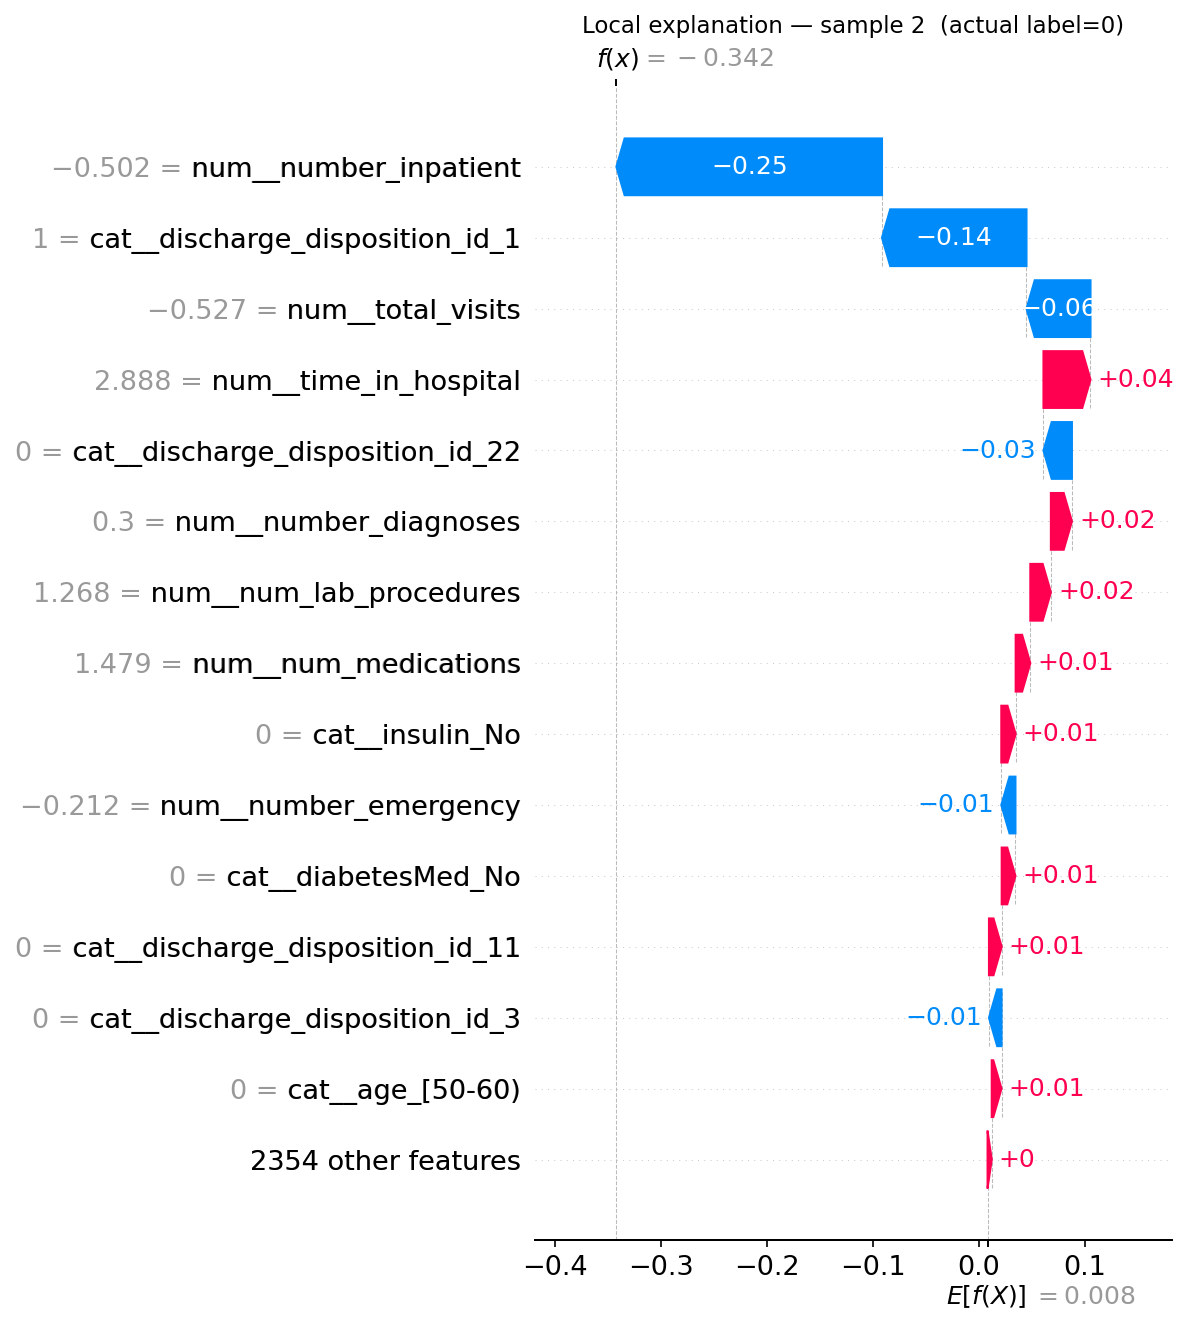 Local explanation — sample 2  (actual label=0)
f(x) = −0.342
−0.502 = num__number_inpatient −0.25
1 = cat__discharge_disposition_id_1 −0.14
−0.527 = num__total_visits −0.06
2.888 = num__time_in_hospital +0.04
0 = cat__discharge_disposition_id_22 −0.03
0.3 = num__number_diagnoses +0.02
1.268 = num__num_lab_procedures +0.02
1.479 = num__num_medications +0.01
0 = cat__insulin_No +0.01
−0.212 = num__number_emergency −0.01
0 = cat__diabetesMed_No +0.01
0 = cat__discharge_disposition_id_11 +0.01
0 = cat__discharge_disposition_id_3 −0.01
0 = cat__age_[50-60) +0.01
2354 other features +0
−0.4 −0.3 −0.2 −0.1 0.0 0.1
E[f(X)] = 0.008